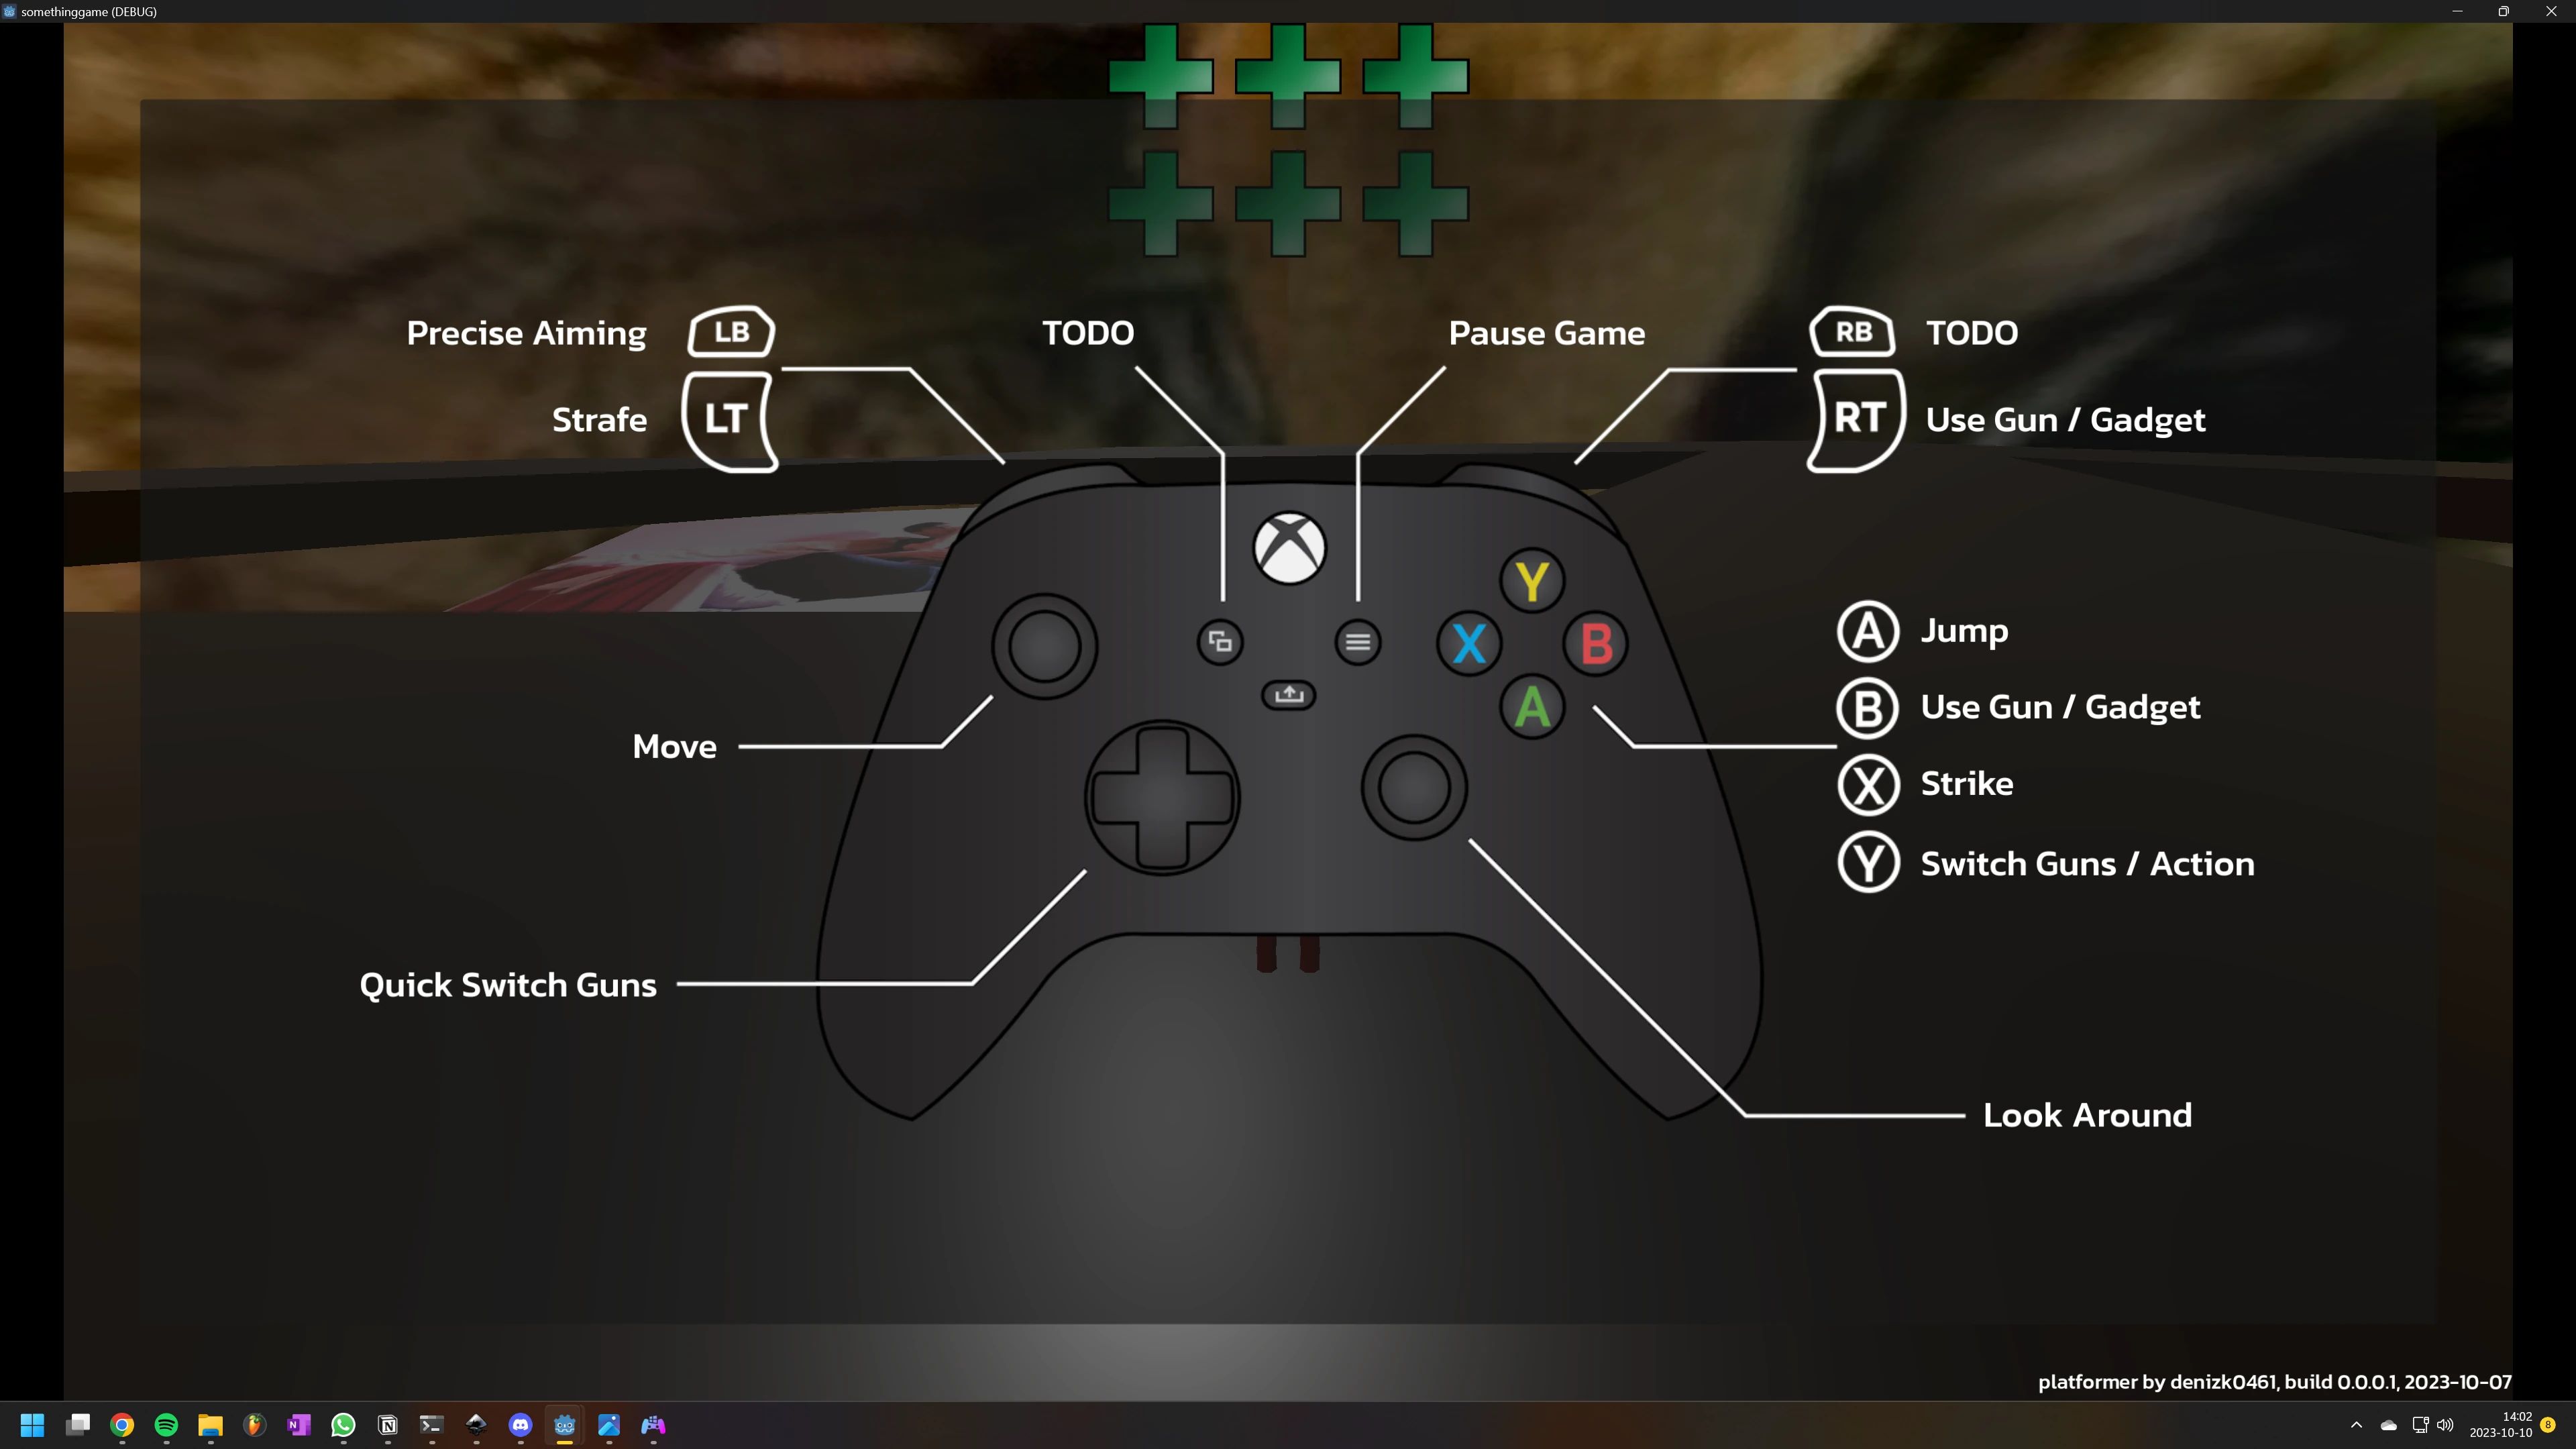 somethinggame (DEBUG)
Precise Aiming LB
TODO
Pause Game
RB TODO
Strafe LT
RT Use Gun / Gadget
Y
X
B
A
A Jump
B Use Gun / Gadget
X Strike
Y Switch Guns / Action
Move
Quick Switch Guns
Look Around
platformer by denizk0461, build 0.0.0.1, 2023-10-07
14:02
2023-10-10
8